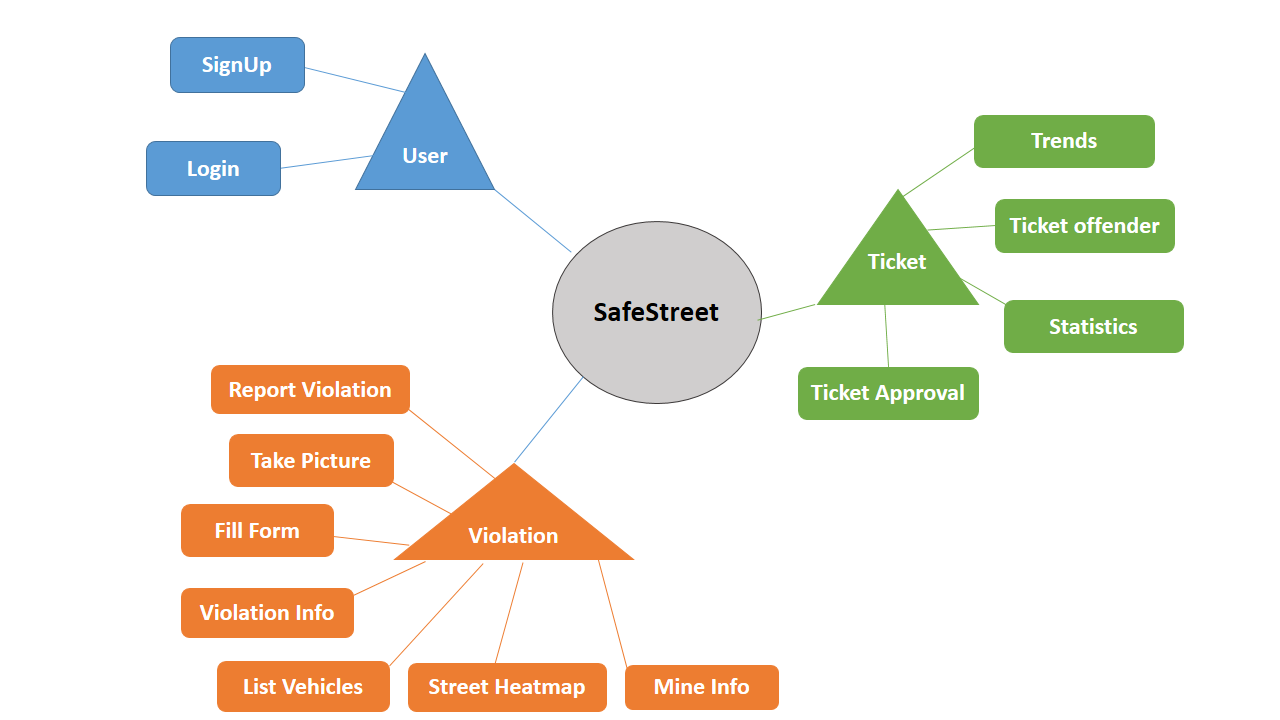 SignUp
Login
User
SafeStreet
Trends
Ticket offender
Ticket
Statistics
Ticket Approval
Report Violation
Take Picture
Fill Form
Violation
Violation Info
List Vehicles
Street Heatmap
Mine Info